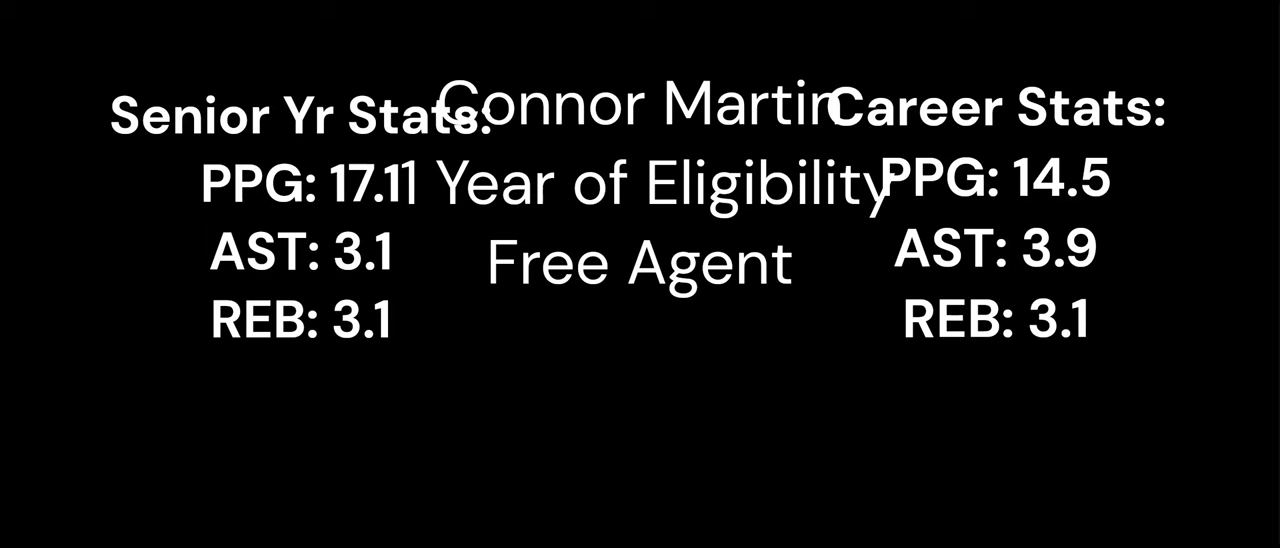 Senior Yr Stats:
PPG: 17.1
AST: 3.1
REB: 3.1
Connor Martin
1 Year of Eligibility
Free Agent
Career Stats:
PPG: 14.5
AST: 3.9
REB: 3.1